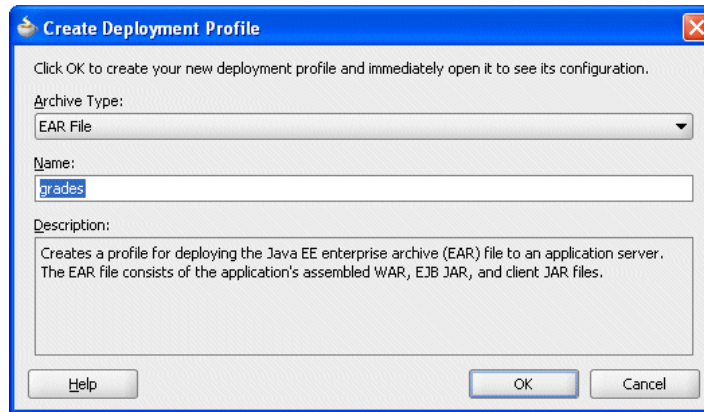 Create Deployment Profile
Click OK to create your new deployment profile and immediately open it to see its configuration.
Archive Type:
EAR File
Name:
grades
Description:
Creates a profile for deploying the Java EE enterprise archive (EAR) file to an application server.
The EAR file consists of the application's assembled WAR, EJB JAR, and client JAR files.
Help
OK
Cancel